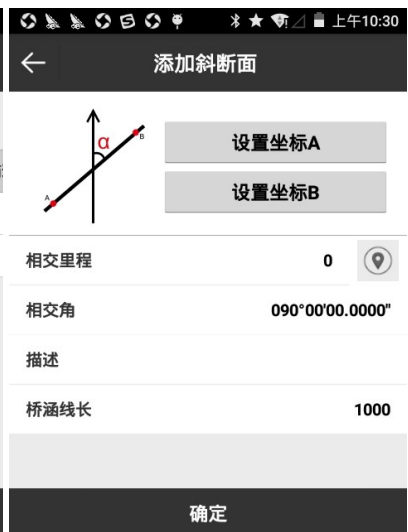 上午10:30
添加斜断面
α
B
A
设置坐标A
设置坐标B
相交里程 0
相交角 090°00'00.0000"
描述
桥涵线长 1000
确定